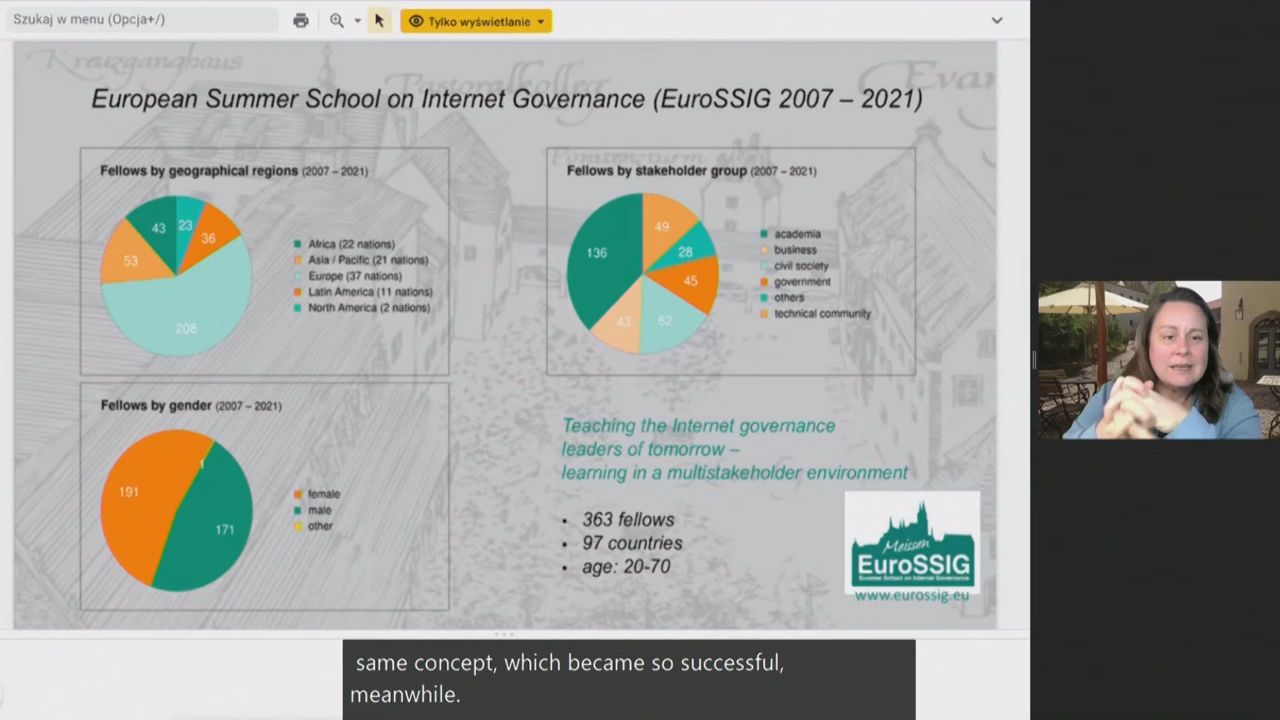 Szukaj w menu (Opcja+/)
Tylko wyświetlanie
Kreuzganghaus
Pastoralkolleg
Evan
European Summer School on Internet Governance (EuroSSIG 2007 – 2021)
Fellows by geographical regions (2007 – 2021)
43
23
36
53
208
Africa (22 nations)
Asia / Pacific (21 nations)
Europe (37 nations)
Latin America (11 nations)
North America (2 nations)
Fellows by stakeholder group (2007 – 2021)
136
49
28
45
62
43
academia
business
civil society
government
others
technical community
Fellows by gender (2007 – 2021)
191
1
171
female
male
other
Teaching the Internet governance
leaders of tomorrow –
learning in a multistakeholder environment
• 363 fellows
• 97 countries
• age: 20-70
Meissen
EuroSSIG
Summer School on Internet Governance
www.eurossig.eu
same concept, which became so successful,
meanwhile.